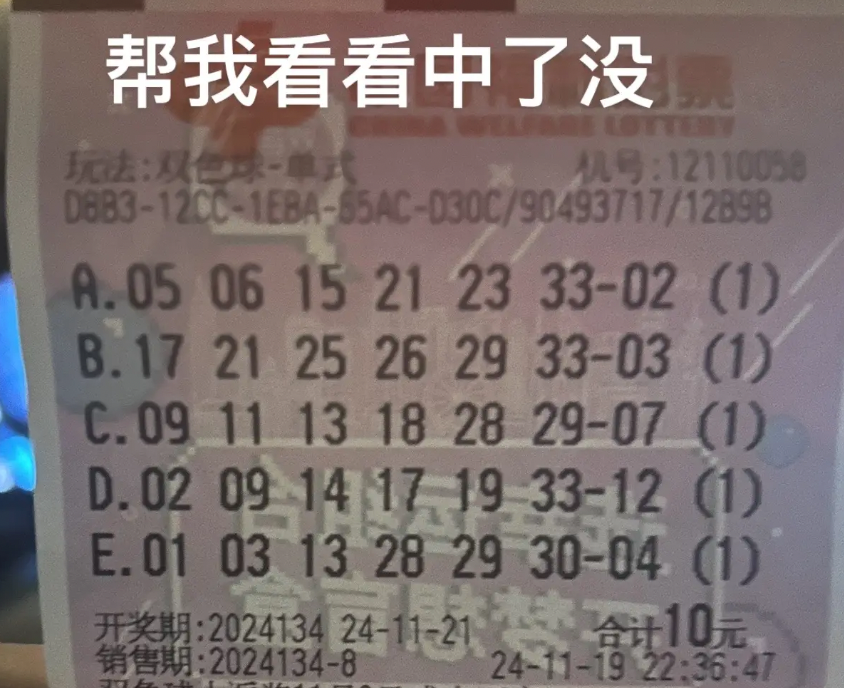 帮我看看中了没
CHINA WELFARE LOTTERY
玩法:双色球-单式 机号:12110058
D8B3-12CC-1EBA-65AC-D30C/90493717/12B9B
A.05 06 15 21 23 33-02 (1)
B.17 21 25 26 29 33-03 (1)
C.09 11 13 18 28 29-07 (1)
D.02 09 14 17 19 33-12 (1)
E.01 03 13 28 29 30-04 (1)
开奖期:2024134 24-11-21 合计10元
销售期:2024134-8 24-11-19 22:36:47